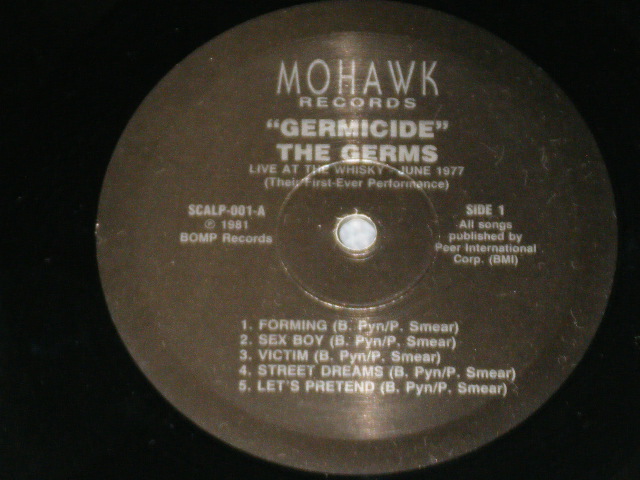 MOHAWK
RECORDS
"GERMICIDE"
THE GERMS
LIVE AT THE WHISKY - JUNE 1977
(Their First-Ever Performance)
SCALP-001-A
℗ 1981
BOMP Records
SIDE 1
All songs
published by
Peer International
Corp. (BMI)
1. FORMING (B. Pyn/P. Smear)
2. SEX BOY (B. Pyn/P. Smear)
3. VICTIM (B. Pyn/P. Smear)
4. STREET DREAMS (B. Pyn/P. Smear)
5. LET'S PRETEND (B. Pyn/P. Smear)